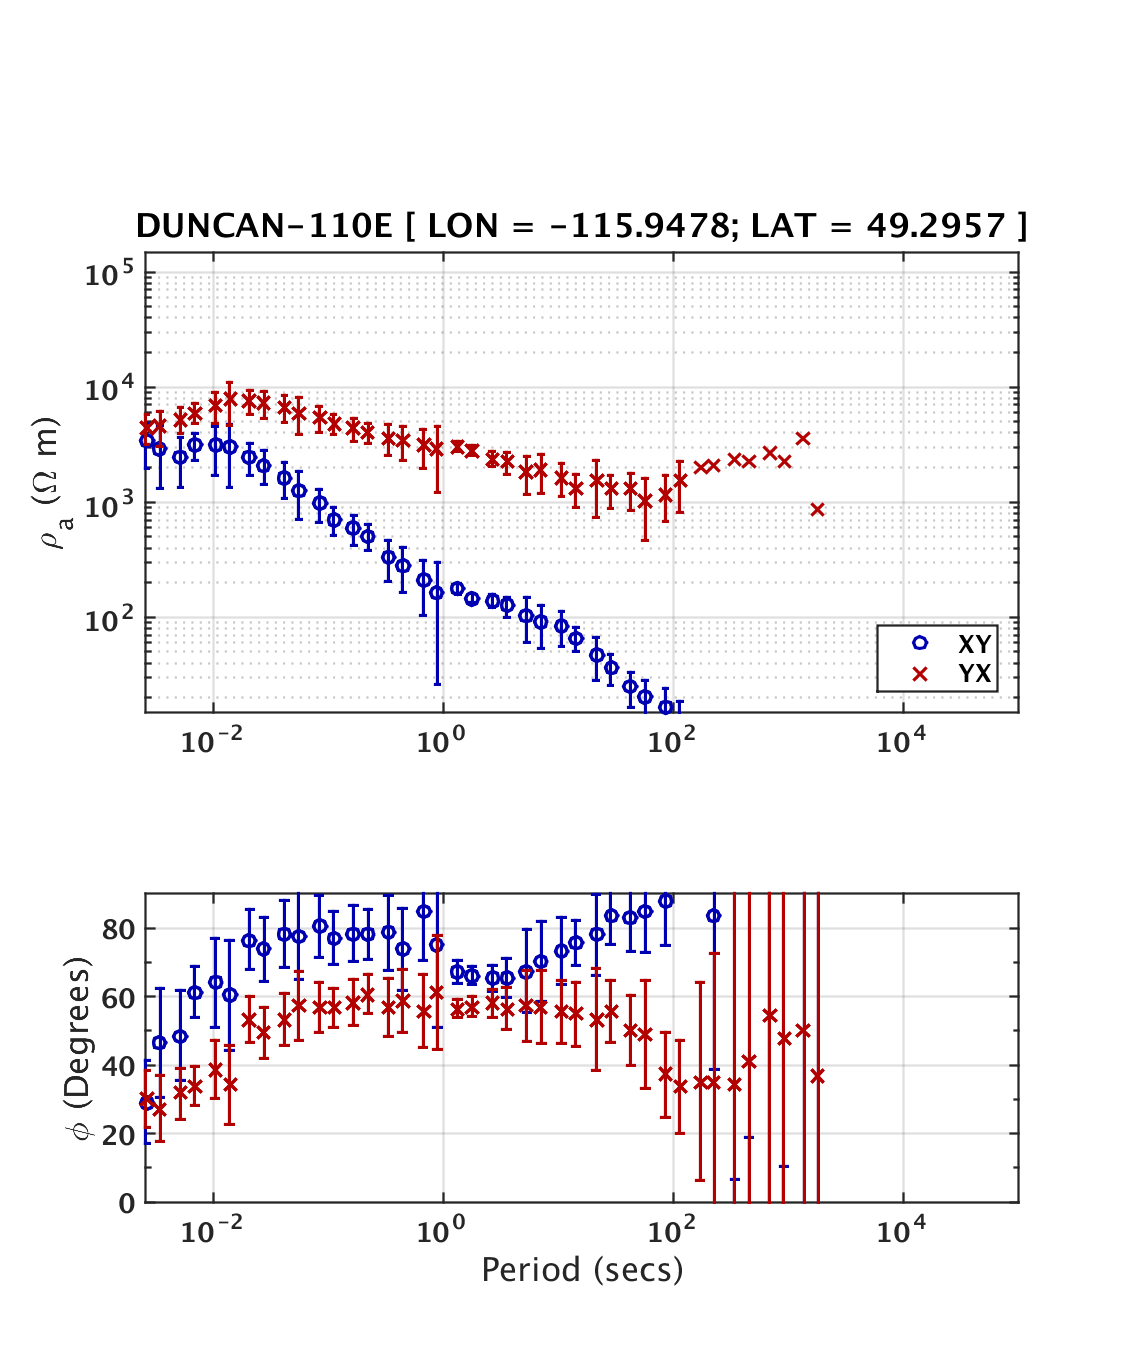 DUNCAN-110E [ LON = -115.9478; LAT = 49.2957 ]
10^5
10^4
10^3
10^2
ρ_a (Ω m)
XY
YX
10^-2 10^0 10^2 10^4
80
60
40
20
0
ϕ (Degrees)
10^-2 10^0 10^2 10^4
Period (secs)